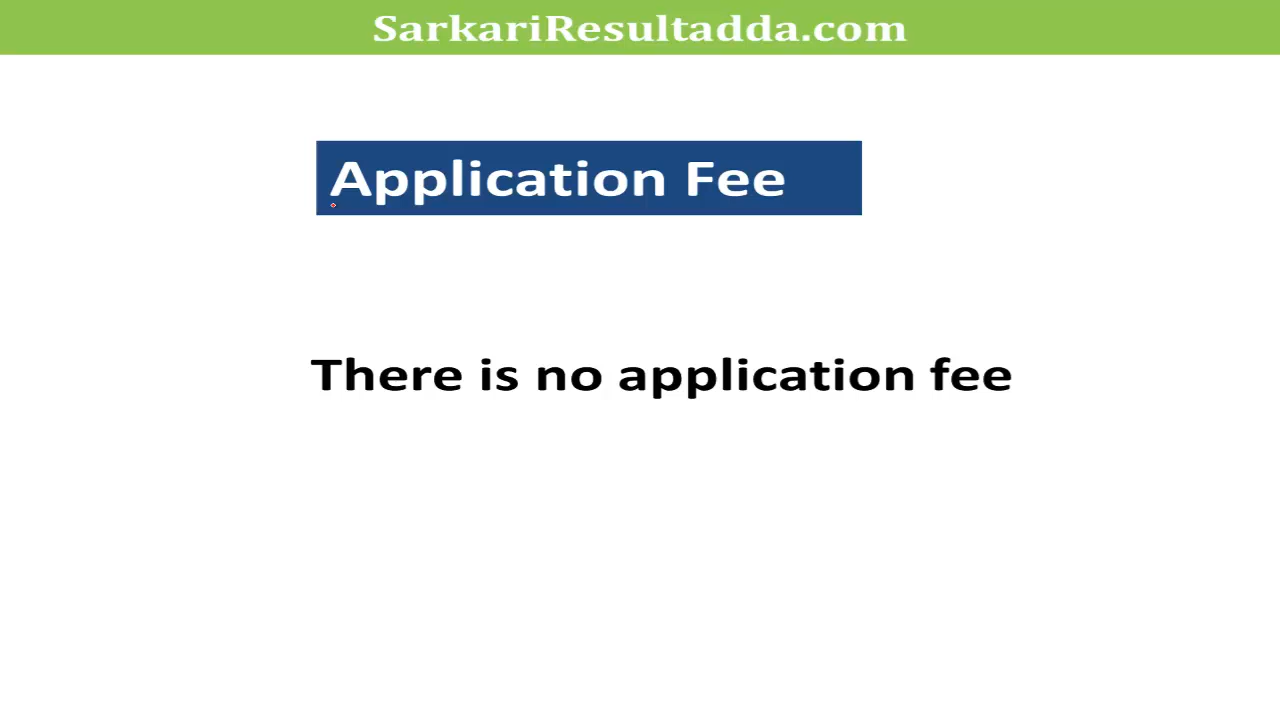 SarkariResultadda.com
Application Fee
There is no application fee